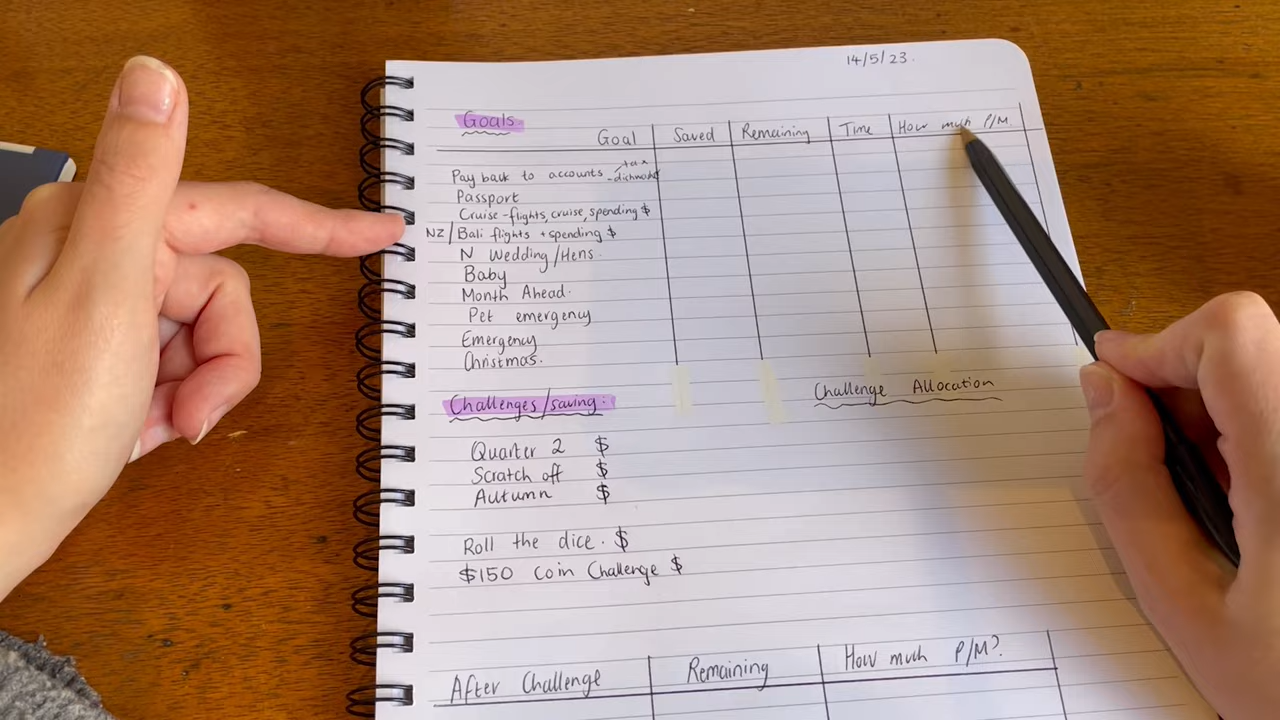 14/5/23.
Goals
Goal Saved Remaining Time How much P/M
tax
Pay back to accounts -
Passport
Cruise - flights, cruise, spending $
NZ/Bali flights + spending $
N Wedding/Hens.
Baby
Month Ahead.
Pet emergency
Emergency
Christmas.
Challenges/saving. Challenge Allocation
Quarter 2 $
Scratch off $
Autumn $
Roll the dice. $
$150 Coin Challenge $
After Challenge Remaining How much P/M?